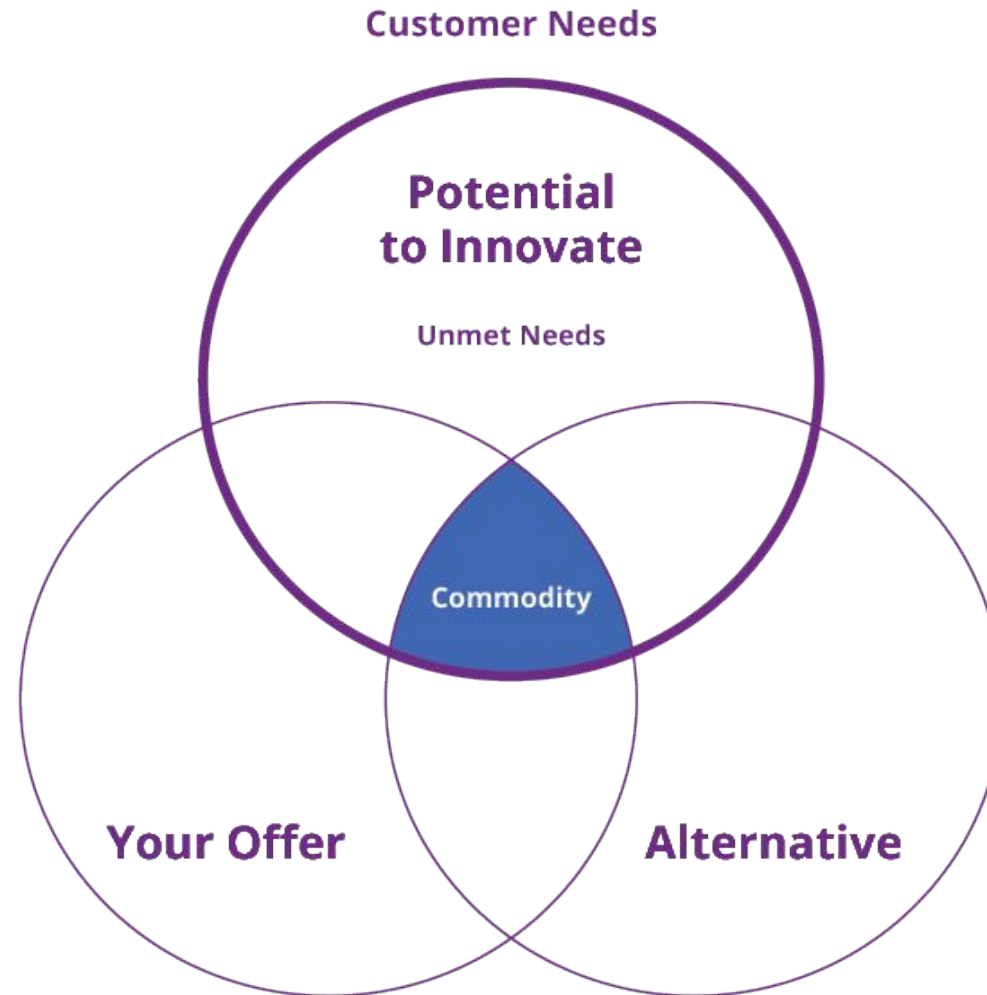 Customer Needs
Potential
to Innovate
Unmet Needs
Commodity
Your Offer
Alternative